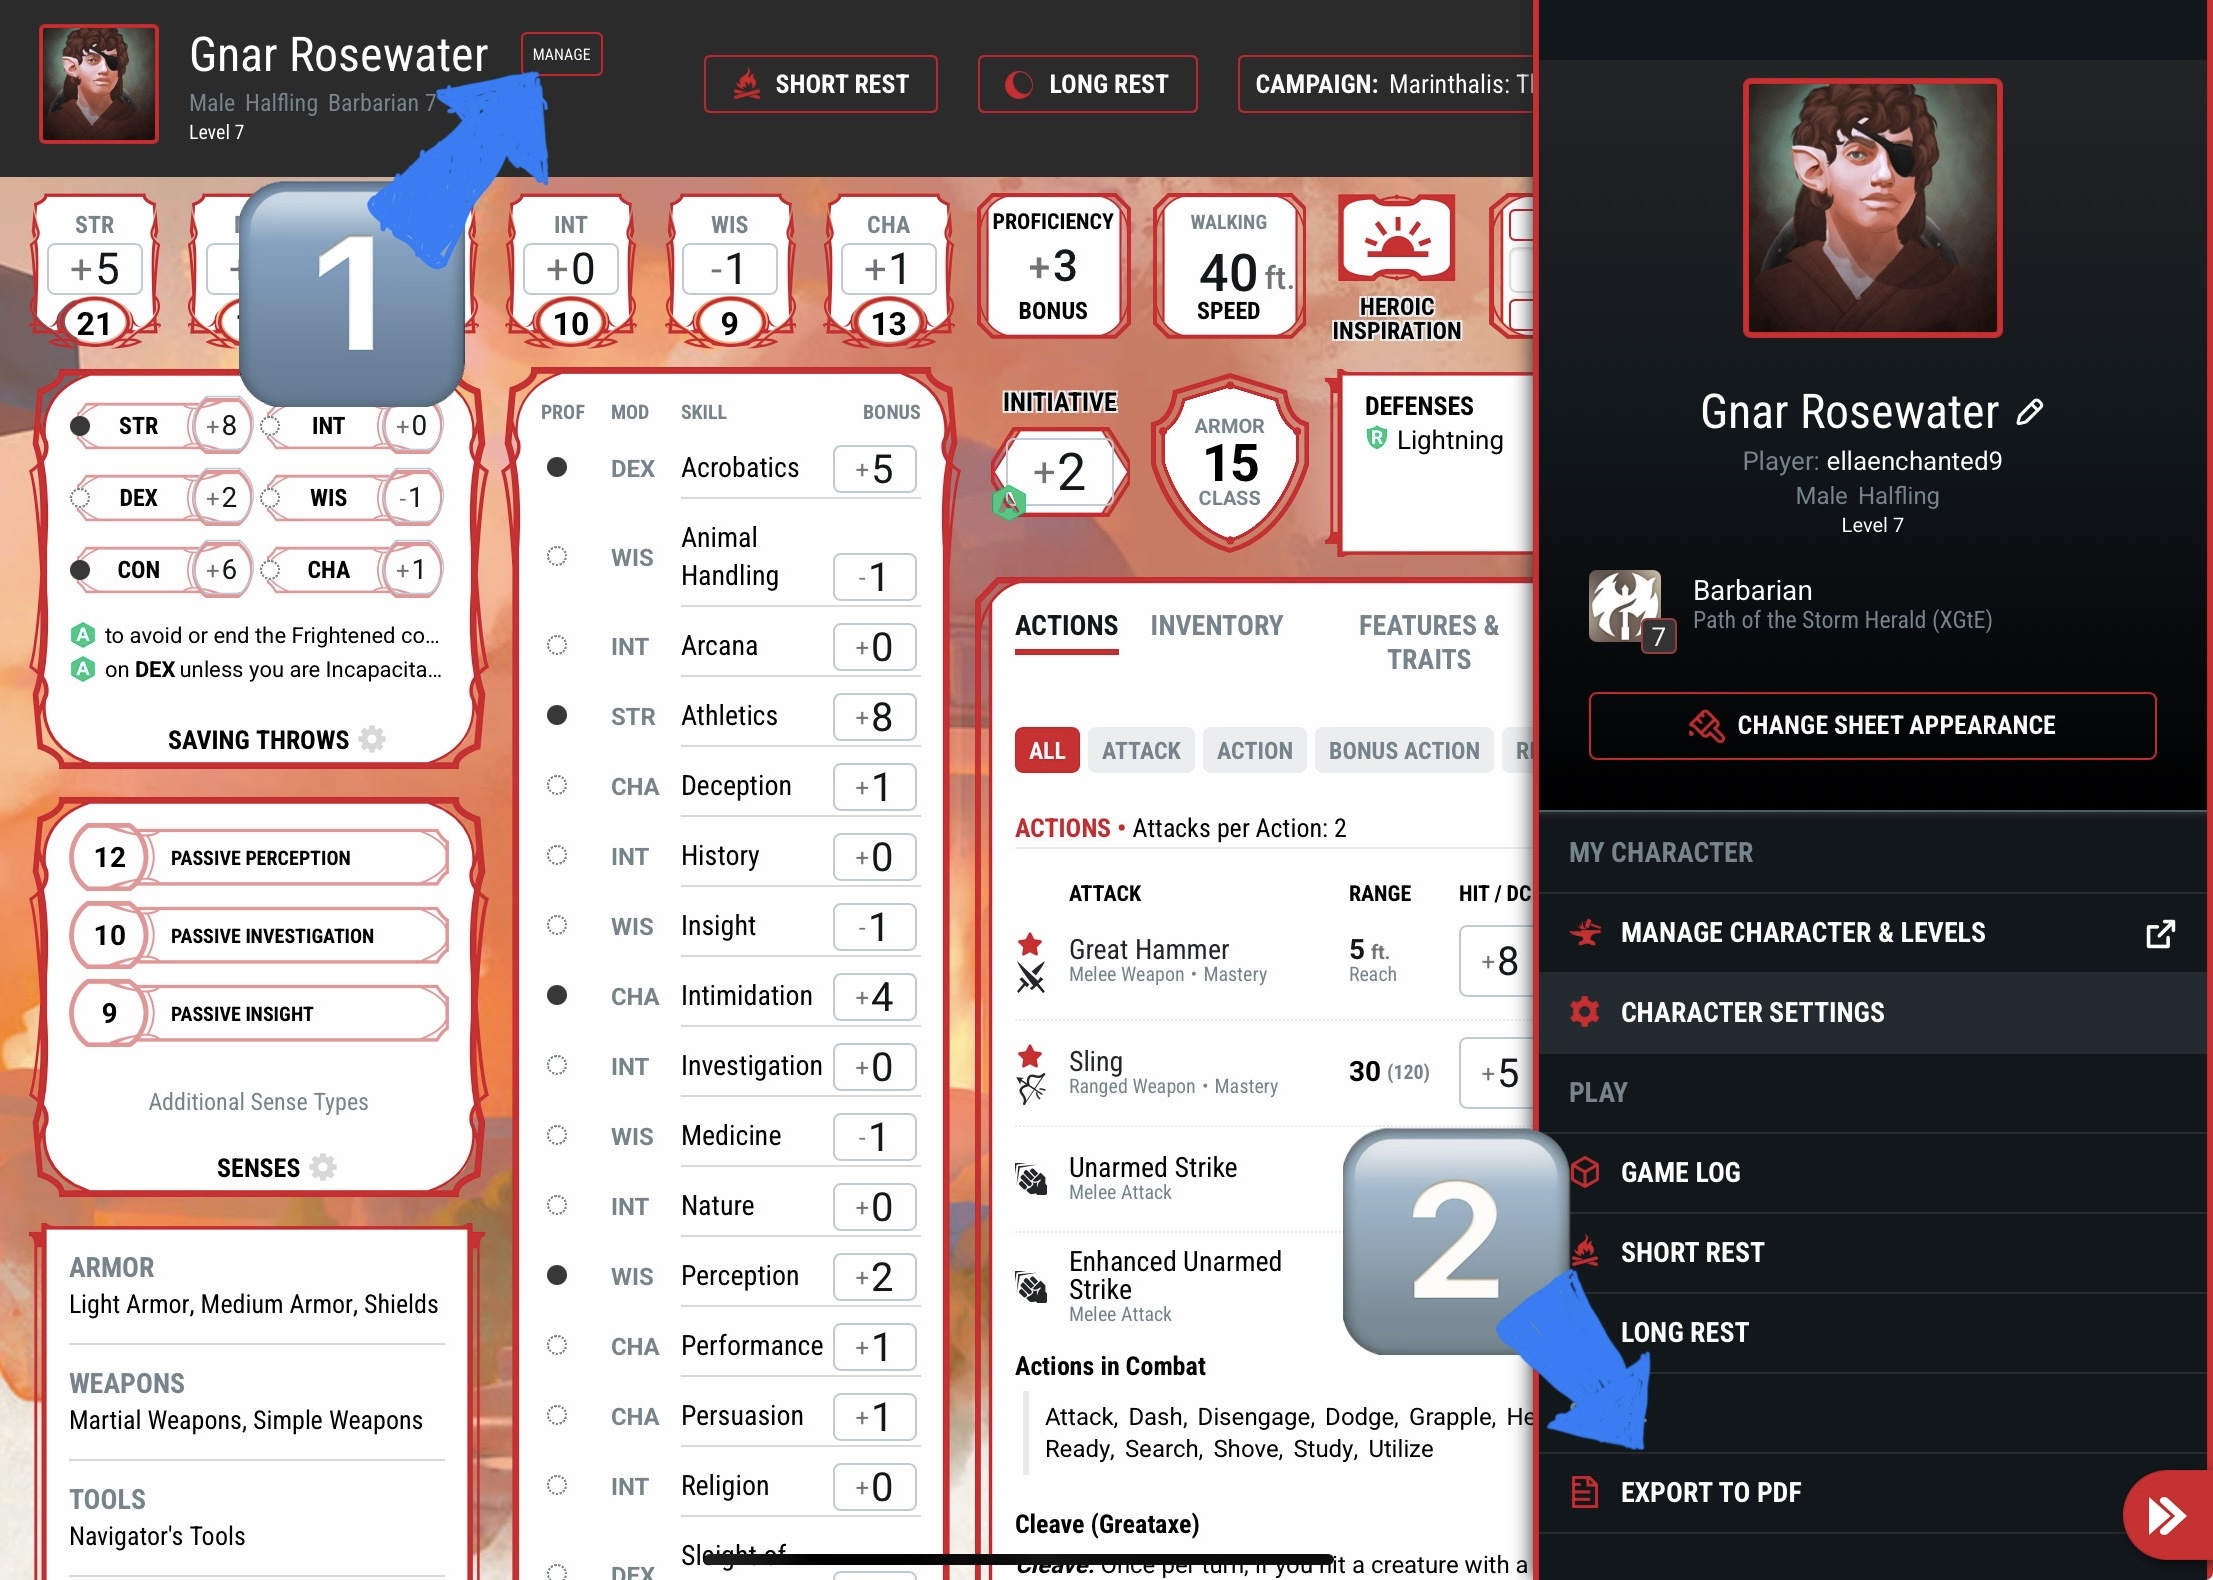 Gnar Rosewater
MANAGE
Male Halfling Barbarian 7
Level 7
SHORT REST
LONG REST
CAMPAIGN: Marinthalis:
STR
+5
21
1
INT
+0
10
WIS
-1
9
CHA
+1
13
PROFICIENCY
+3
BONUS
WALKING
40 ft.
SPEED
HEROIC
INSPIRATION
STR +8
INT +0
DEX +2
WIS -1
CON +6
CHA +1
A to avoid or end the Frightened co...
A on DEX unless you are Incapacita...
SAVING THROWS
12 PASSIVE PERCEPTION
10 PASSIVE INVESTIGATION
9 PASSIVE INSIGHT
Additional Sense Types
SENSES
ARMOR
Light Armor, Medium Armor, Shields
WEAPONS
Martial Weapons, Simple Weapons
TOOLS
Navigator's Tools
PROF MOD SKILL BONUS
DEX Acrobatics +5
WIS Animal
Handling -1
INT Arcana +0
STR Athletics +8
CHA Deception +1
INT History +0
WIS Insight -1
CHA Intimidation +4
INT Investigation +0
WIS Medicine -1
INT Nature +0
WIS Perception +2
CHA Performance +1
CHA Persuasion +1
INT Religion +0
DEX Sleight of
INITIATIVE
+2
A
ARMOR
15
CLASS
DEFENSES
R Lightning
ACTIONS
INVENTORY
FEATURES &
TRAITS
ALL ATTACK ACTION BONUS ACTION
ACTIONS • Attacks per Action: 2
ATTACK RANGE HIT / DC
Great Hammer 5 ft. +8
Melee Weapon • Mastery Reach
Sling 30 (120) +5
Ranged Weapon • Mastery
Unarmed Strike
Melee Attack
Enhanced Unarmed
Strike
Melee Attack
2
Actions in Combat
Attack, Dash, Disengage, Dodge, Grapple,
Ready, Search, Shove, Study, Utilize
Cleave (Greataxe)
Cleave. Once per turn, if you hit a creature with a
Gnar Rosewater
Player: ellaenchanted9
Male Halfling
Level 7
Barbarian
Path of the Storm Herald (XGtE)
7
CHANGE SHEET APPEARANCE
MY CHARACTER
MANAGE CHARACTER & LEVELS
CHARACTER SETTINGS
PLAY
GAME LOG
SHORT REST
LONG REST
EXPORT TO PDF